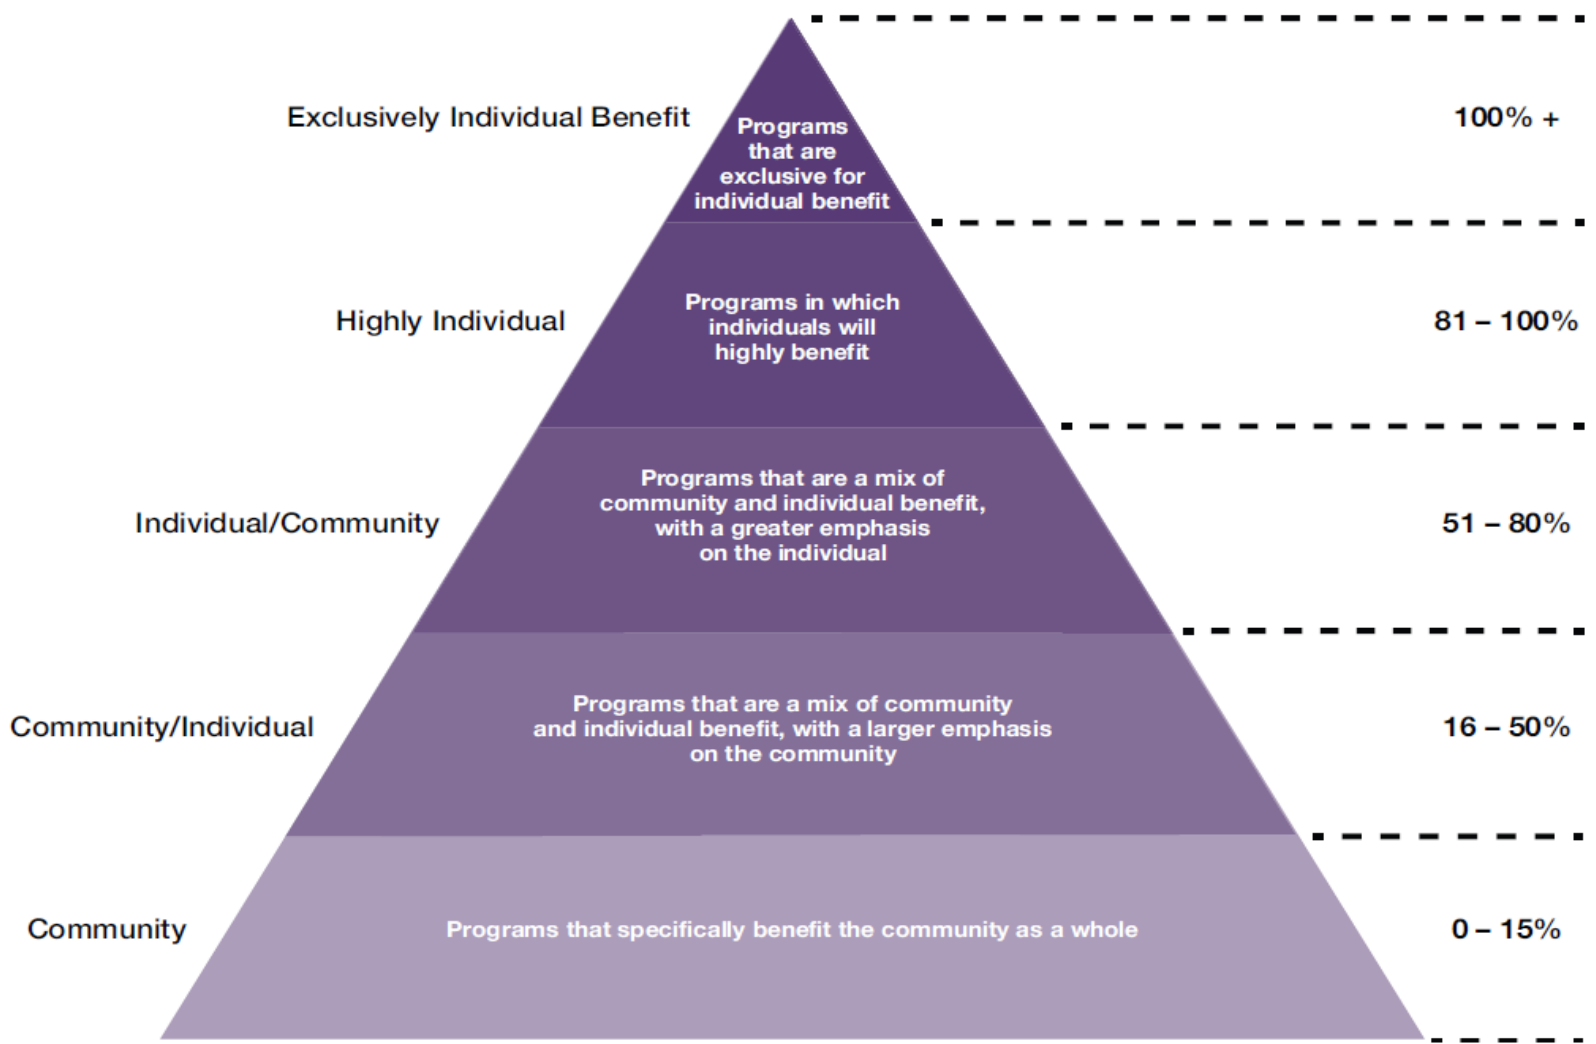 Exclusively Individual Benefit
Programs
that are
exclusive for
individual benefit
100% +
Highly Individual
Programs in which
individuals will
highly benefit
81 – 100%
Individual/Community
Programs that are a mix of
community and individual benefit,
with a greater emphasis
on the individual
51 – 80%
Community/Individual
Programs that are a mix of community
and individual benefit, with a larger emphasis
on the community
16 – 50%
Community
Programs that specifically benefit the community as a whole
0 – 15%